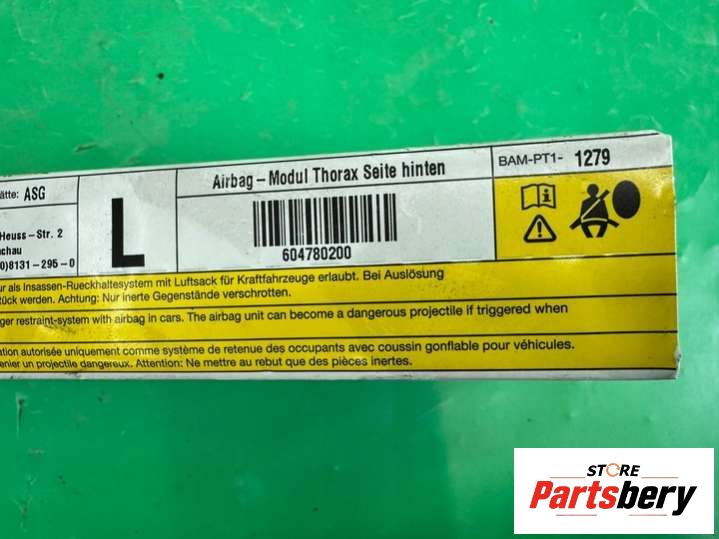 ätte: ASG
Heuss-Str. 2
chau
0)8131-295-0
L
Airbag-Modul Thorax Seite hinten
604780200
BAM-PT1- 1279
ur als Insassen-Rueckhaltesystem mit Luftsack für Kraftfahrzeuge erlaubt. Bei Auslösung
tück werden. Achtung: Nur inerte Gegenstände verschrotten.
ger restraint-system with airbag in cars. The airbag unit can become a dangerous projectile if triggered when
ation autorisée uniquement comme système de retenue des occupants avec coussin gonflable pour véhicules.
enier un projectile dangereux. Attention: Ne mettre au rebut que des pièces inertes.
STORE
Partsbery